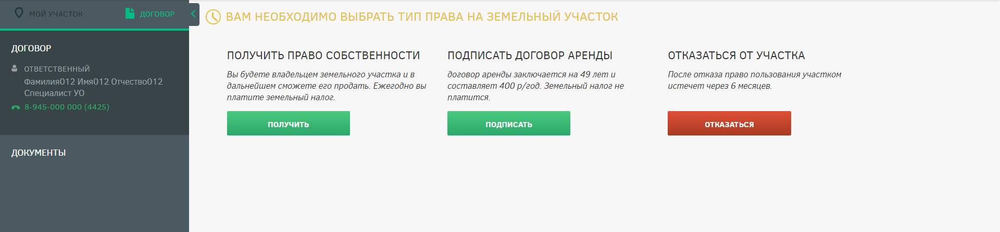 МОЙ УЧАСТОК
ДОГОВОР
ДОГОВОР
ОТВЕТСТВЕННЫЙ
Фамилия012 Имя012 Отчество012
Специалист УО
8-945-000 000 (4425)
ДОКУМЕНТЫ
ВАМ НЕОБХОДИМО ВЫБРАТЬ ТИП ПРАВА НА ЗЕМЕЛЬНЫЙ УЧАСТОК
ПОЛУЧИТЬ ПРАВО СОБСТВЕННОСТИ
Вы будете владельцем земельного участка и в
дальнейшем сможете его продать. Ежегодно вы
платите земельный налог.
ПОЛУЧИТЬ
ПОДПИСАТЬ ДОГОВОР АРЕНДЫ
договор аренды заключается на 49 лет и
составляет 400 р/год. Земельный налог не
платится.
ПОДПИСАТЬ
ОТКАЗАТЬСЯ ОТ УЧАСТКА
После отказа право пользования участком
истечет через 6 месяцев.
ОТКАЗАТЬСЯ